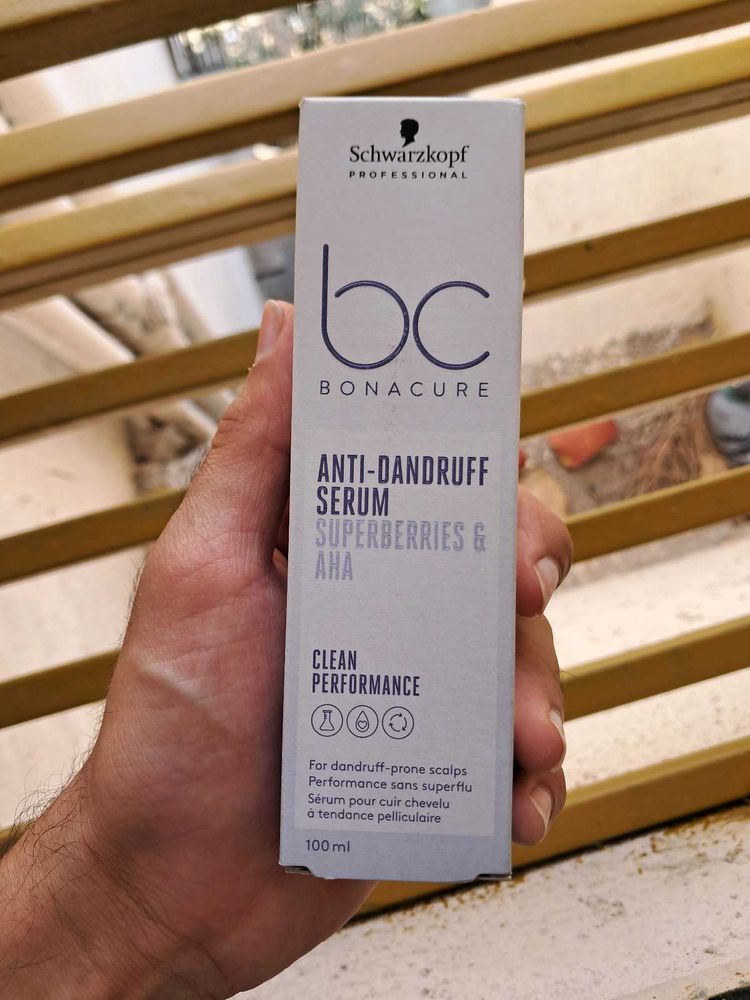 Schwarzkopf
PROFESSIONAL
bc
BONACURE
ANTI-DANDRUFF
SERUM
SUPERBERRIES &
AHA
CLEAN
PERFORMANCE
For dandruff-prone scalps
Performance sans superflu
Sérum pour cuir chevelu
à tendance pelliculaire
100 ml